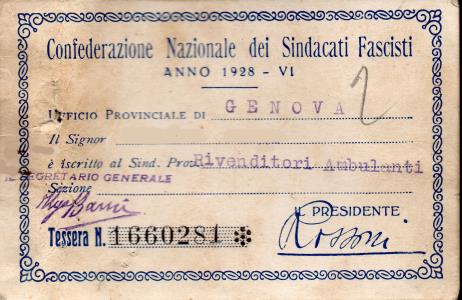 Confederazione Nazionale dei Sindacati Fascisti
ANNO 1928 - VI
2
UFFICIO PROVINCIALE DI GENOVA
Il Signor
è iscritto al Sind. Prov. Rivenditori Ambulanti
IL SEGRETARIO GENERALE
Sezione
IL PRESIDENTE
Rossoni
Tessera N. 1660281